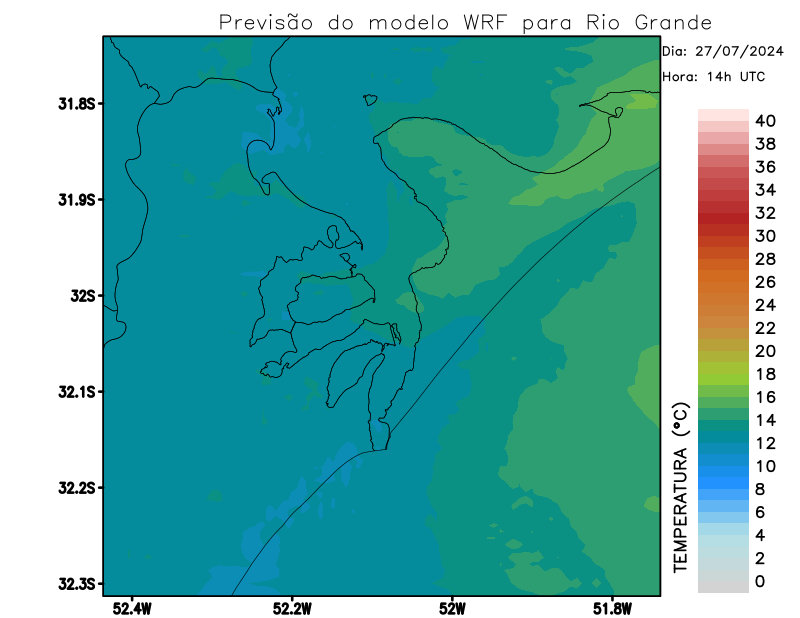 Previsão do modelo WRF para Rio Grande
Dia: 27/07/2024
Hora: 14h UTC
31.8S
31.9S
32S
32.1S
32.2S
32.3S
52.4W
52.2W
52W
51.8W
TEMPERATURA (°C)
40
38
36
34
32
30
28
26
24
22
20
18
16
14
12
10
8
6
4
2
0